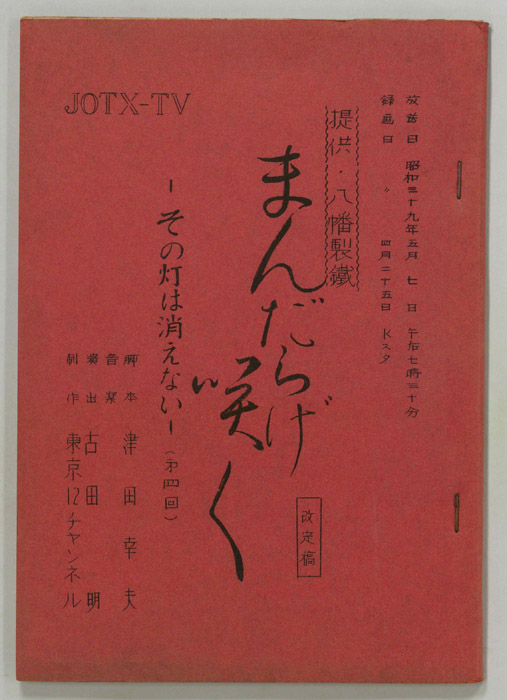 放送日 昭和三十九年五月七日 午后七時三十分
録画日 〃 四月二十五日 Kスタ
提供・八幡製鐵
まんだらげ咲く
改定稿
ーその灯は消えないー（第四回）
JOTX-TV
脚本 津田幸夫
音楽
演出 古田明
制作 東京12チャンネル